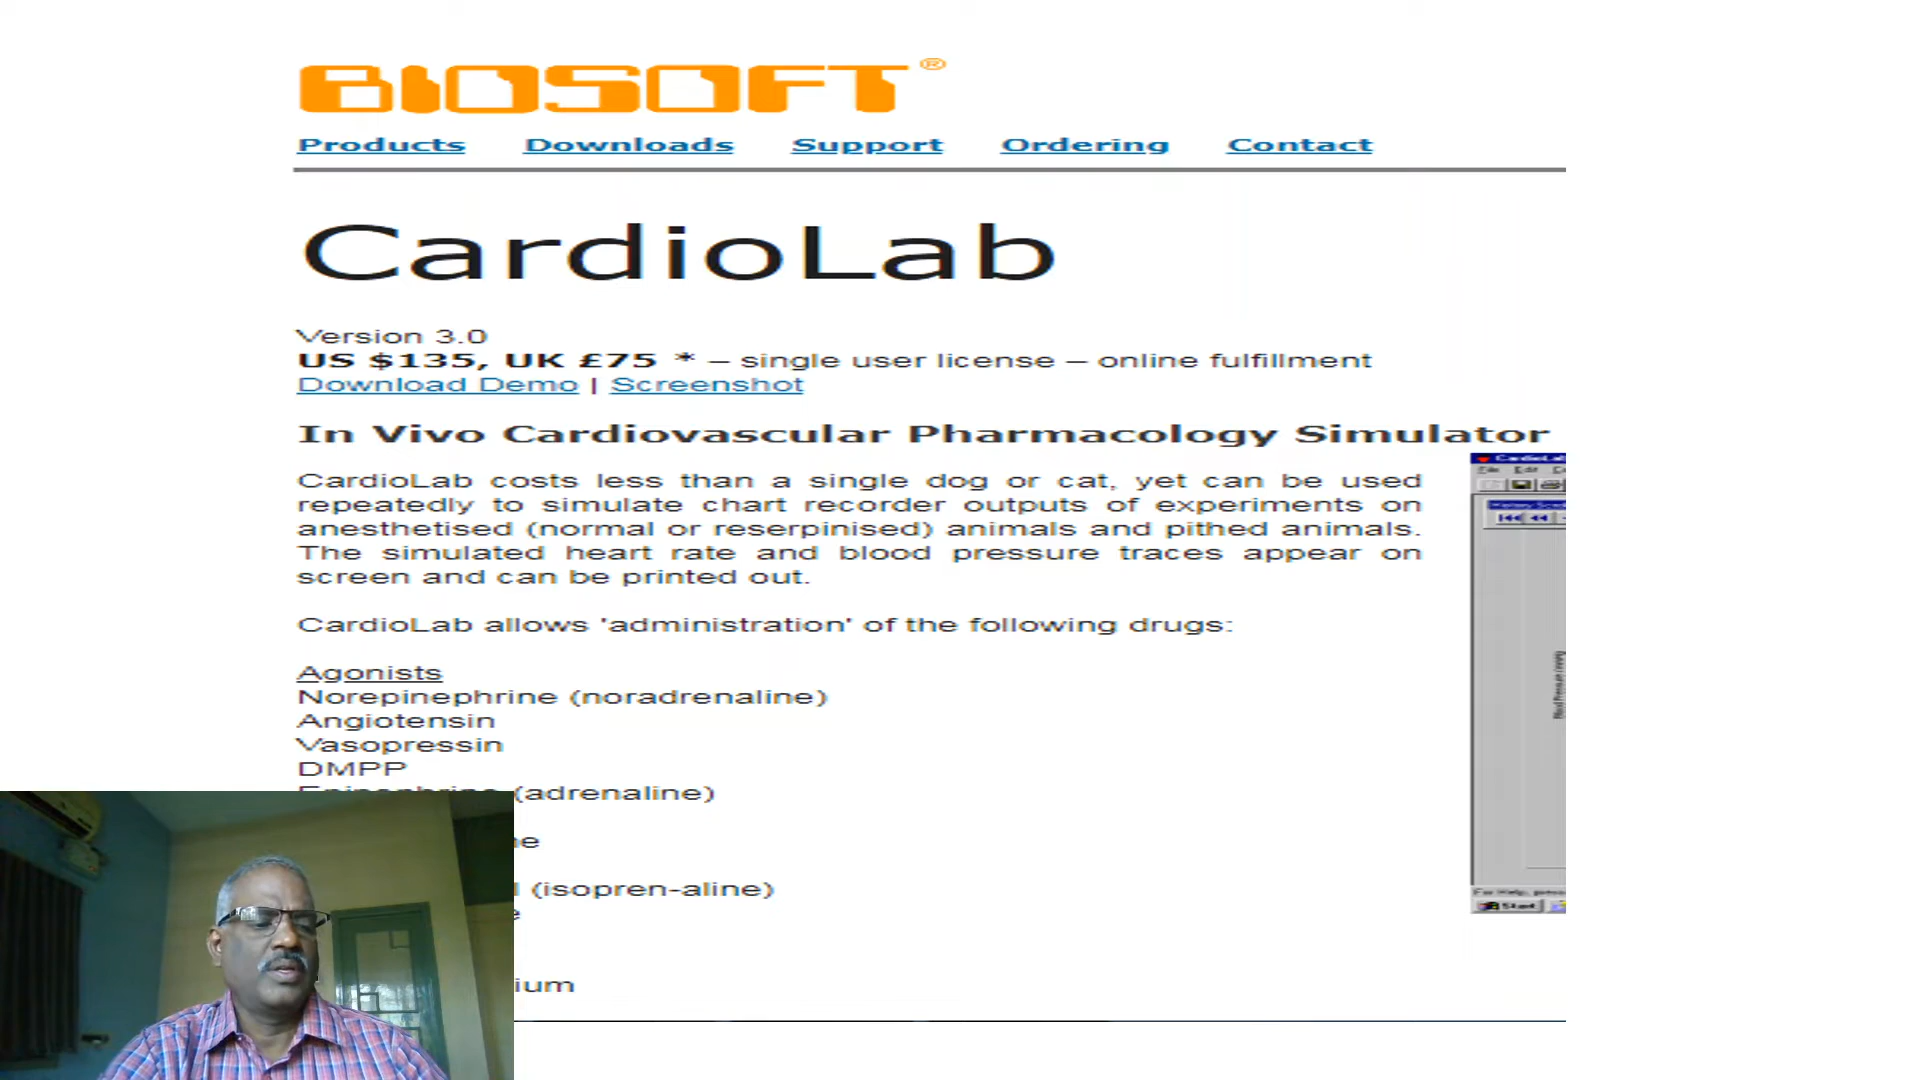 BIOSOFT®
Products Downloads Support Ordering Contact
CardioLab
Version 3.0
US $135, UK £75 * – single user license – online fulfillment
Download Demo | Screenshot
In Vivo Cardiovascular Pharmacology Simulator
CardioLab costs less than a single dog or cat, yet can be used
repeatedly to simulate chart recorder outputs of experiments on
anesthetised (normal or reserpinised) animals and pithed animals.
The simulated heart rate and blood pressure traces appear on
screen and can be printed out.
CardioLab allows 'administration' of the following drugs:
Agonists
Norepinephrine (noradrenaline)
Angiotensin
Vasopressin
DMPP
Epinephrine (adrenaline)
(isopren-aline)
File Edit
Start